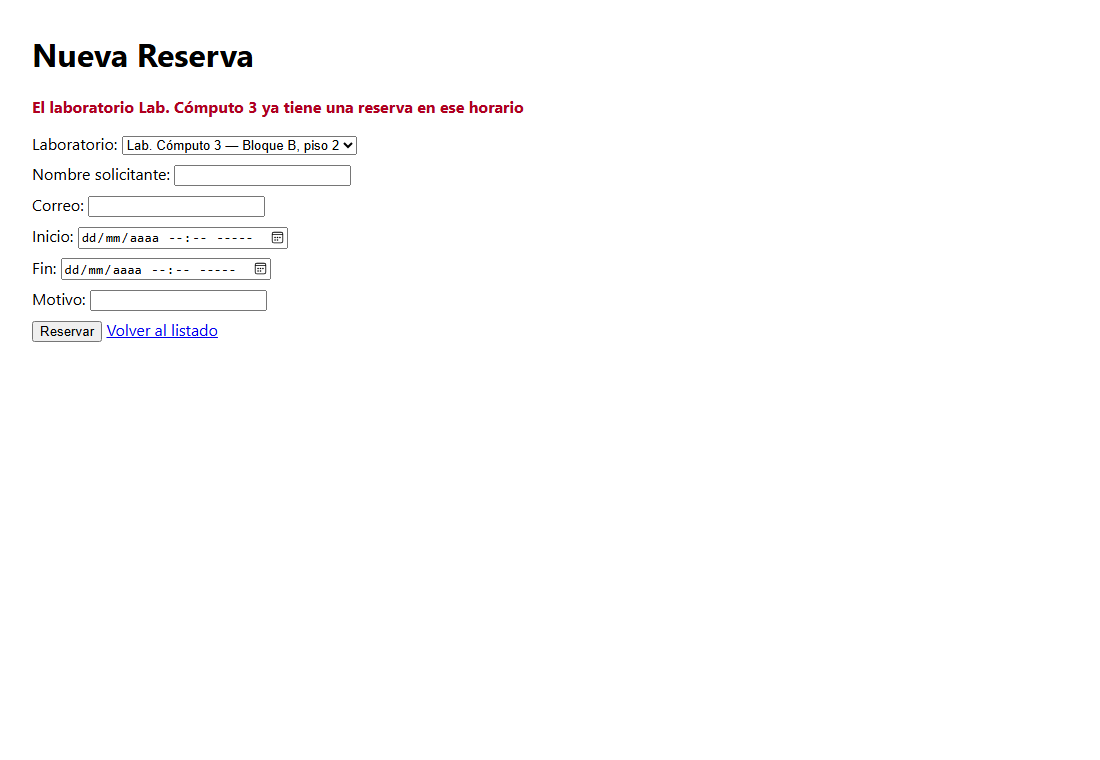 Nueva Reserva
El laboratorio Lab. Cómputo 3 ya tiene una reserva en ese horario
Laboratorio: Lab. Cómputo 3 — Bloque B, piso 2
Nombre solicitante:
Correo:
Inicio: dd/mm/aaaa --:-- -----
Fin: dd/mm/aaaa --:-- -----
Motivo:
Reservar Volver al listado